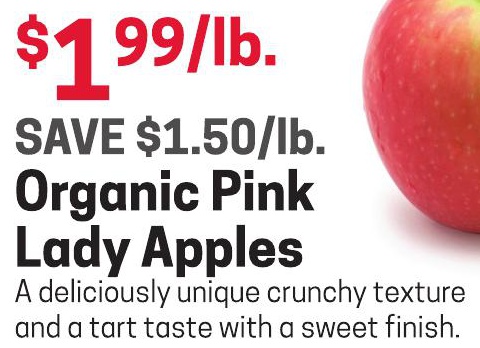 $1.99/lb.
SAVE $1.50/lb.
Organic Pink
Lady Apples
A deliciously unique crunchy texture
and a tart taste with a sweet finish.